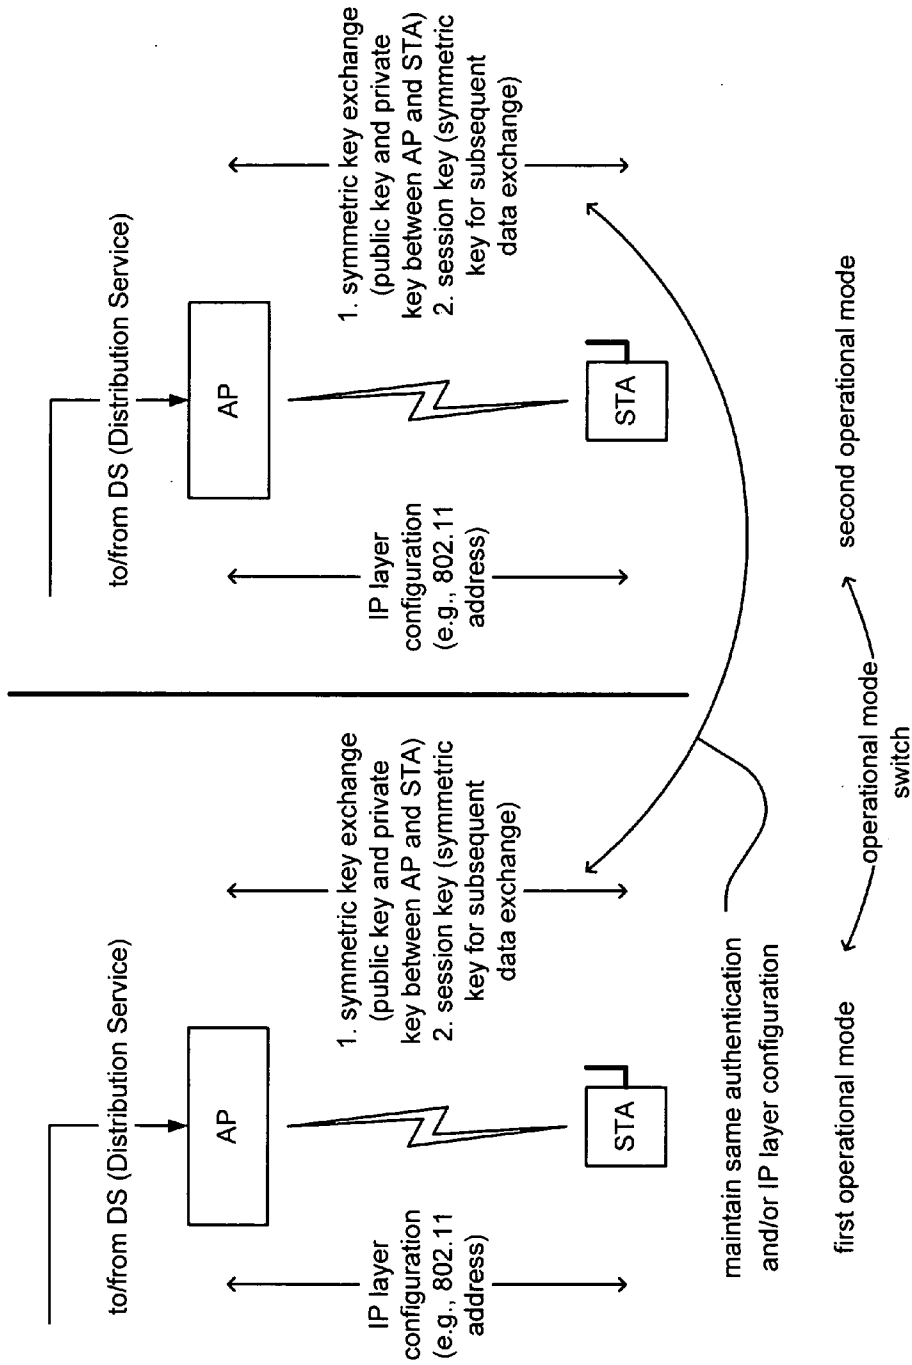 to/from DS (Distribution Service)
AP
IP layer
configuration
(e.g., 802.11
address)
1. symmetric key exchange
(public key and private
key between AP and STA)
2. session key (symmetric
key for subsequent
data exchange)
STA
to/from DS (Distribution Service)
AP
IP layer
configuration
(e.g., 802.11
address)
1. symmetric key exchange
(public key and private
key between AP and STA)
2. session key (symmetric
key for subsequent
data exchange)
STA
maintain same authentication
and/or IP layer configuration
first operational mode
operational mode
switch
second operational mode